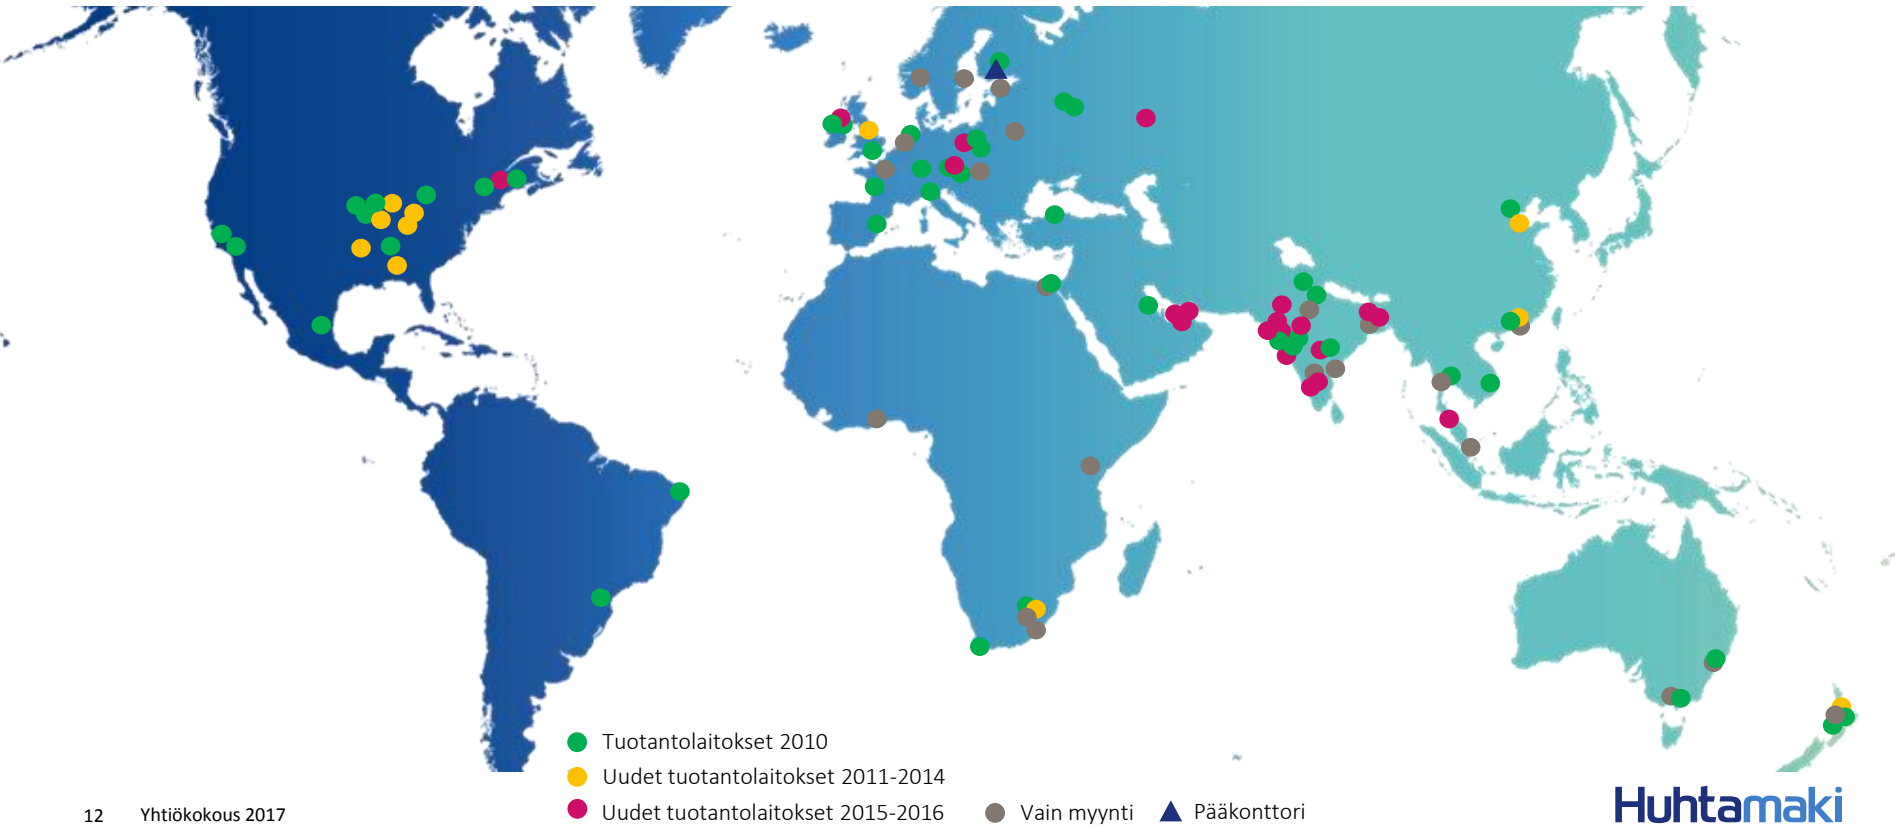 Tuotantolaitokset 2010
Uudet tuotantolaitokset 2011-2014
Uudet tuotantolaitokset 2015-2016
Vain myynti
Pääkonttori
12 Yhtiökokous 2017
Huhtamaki